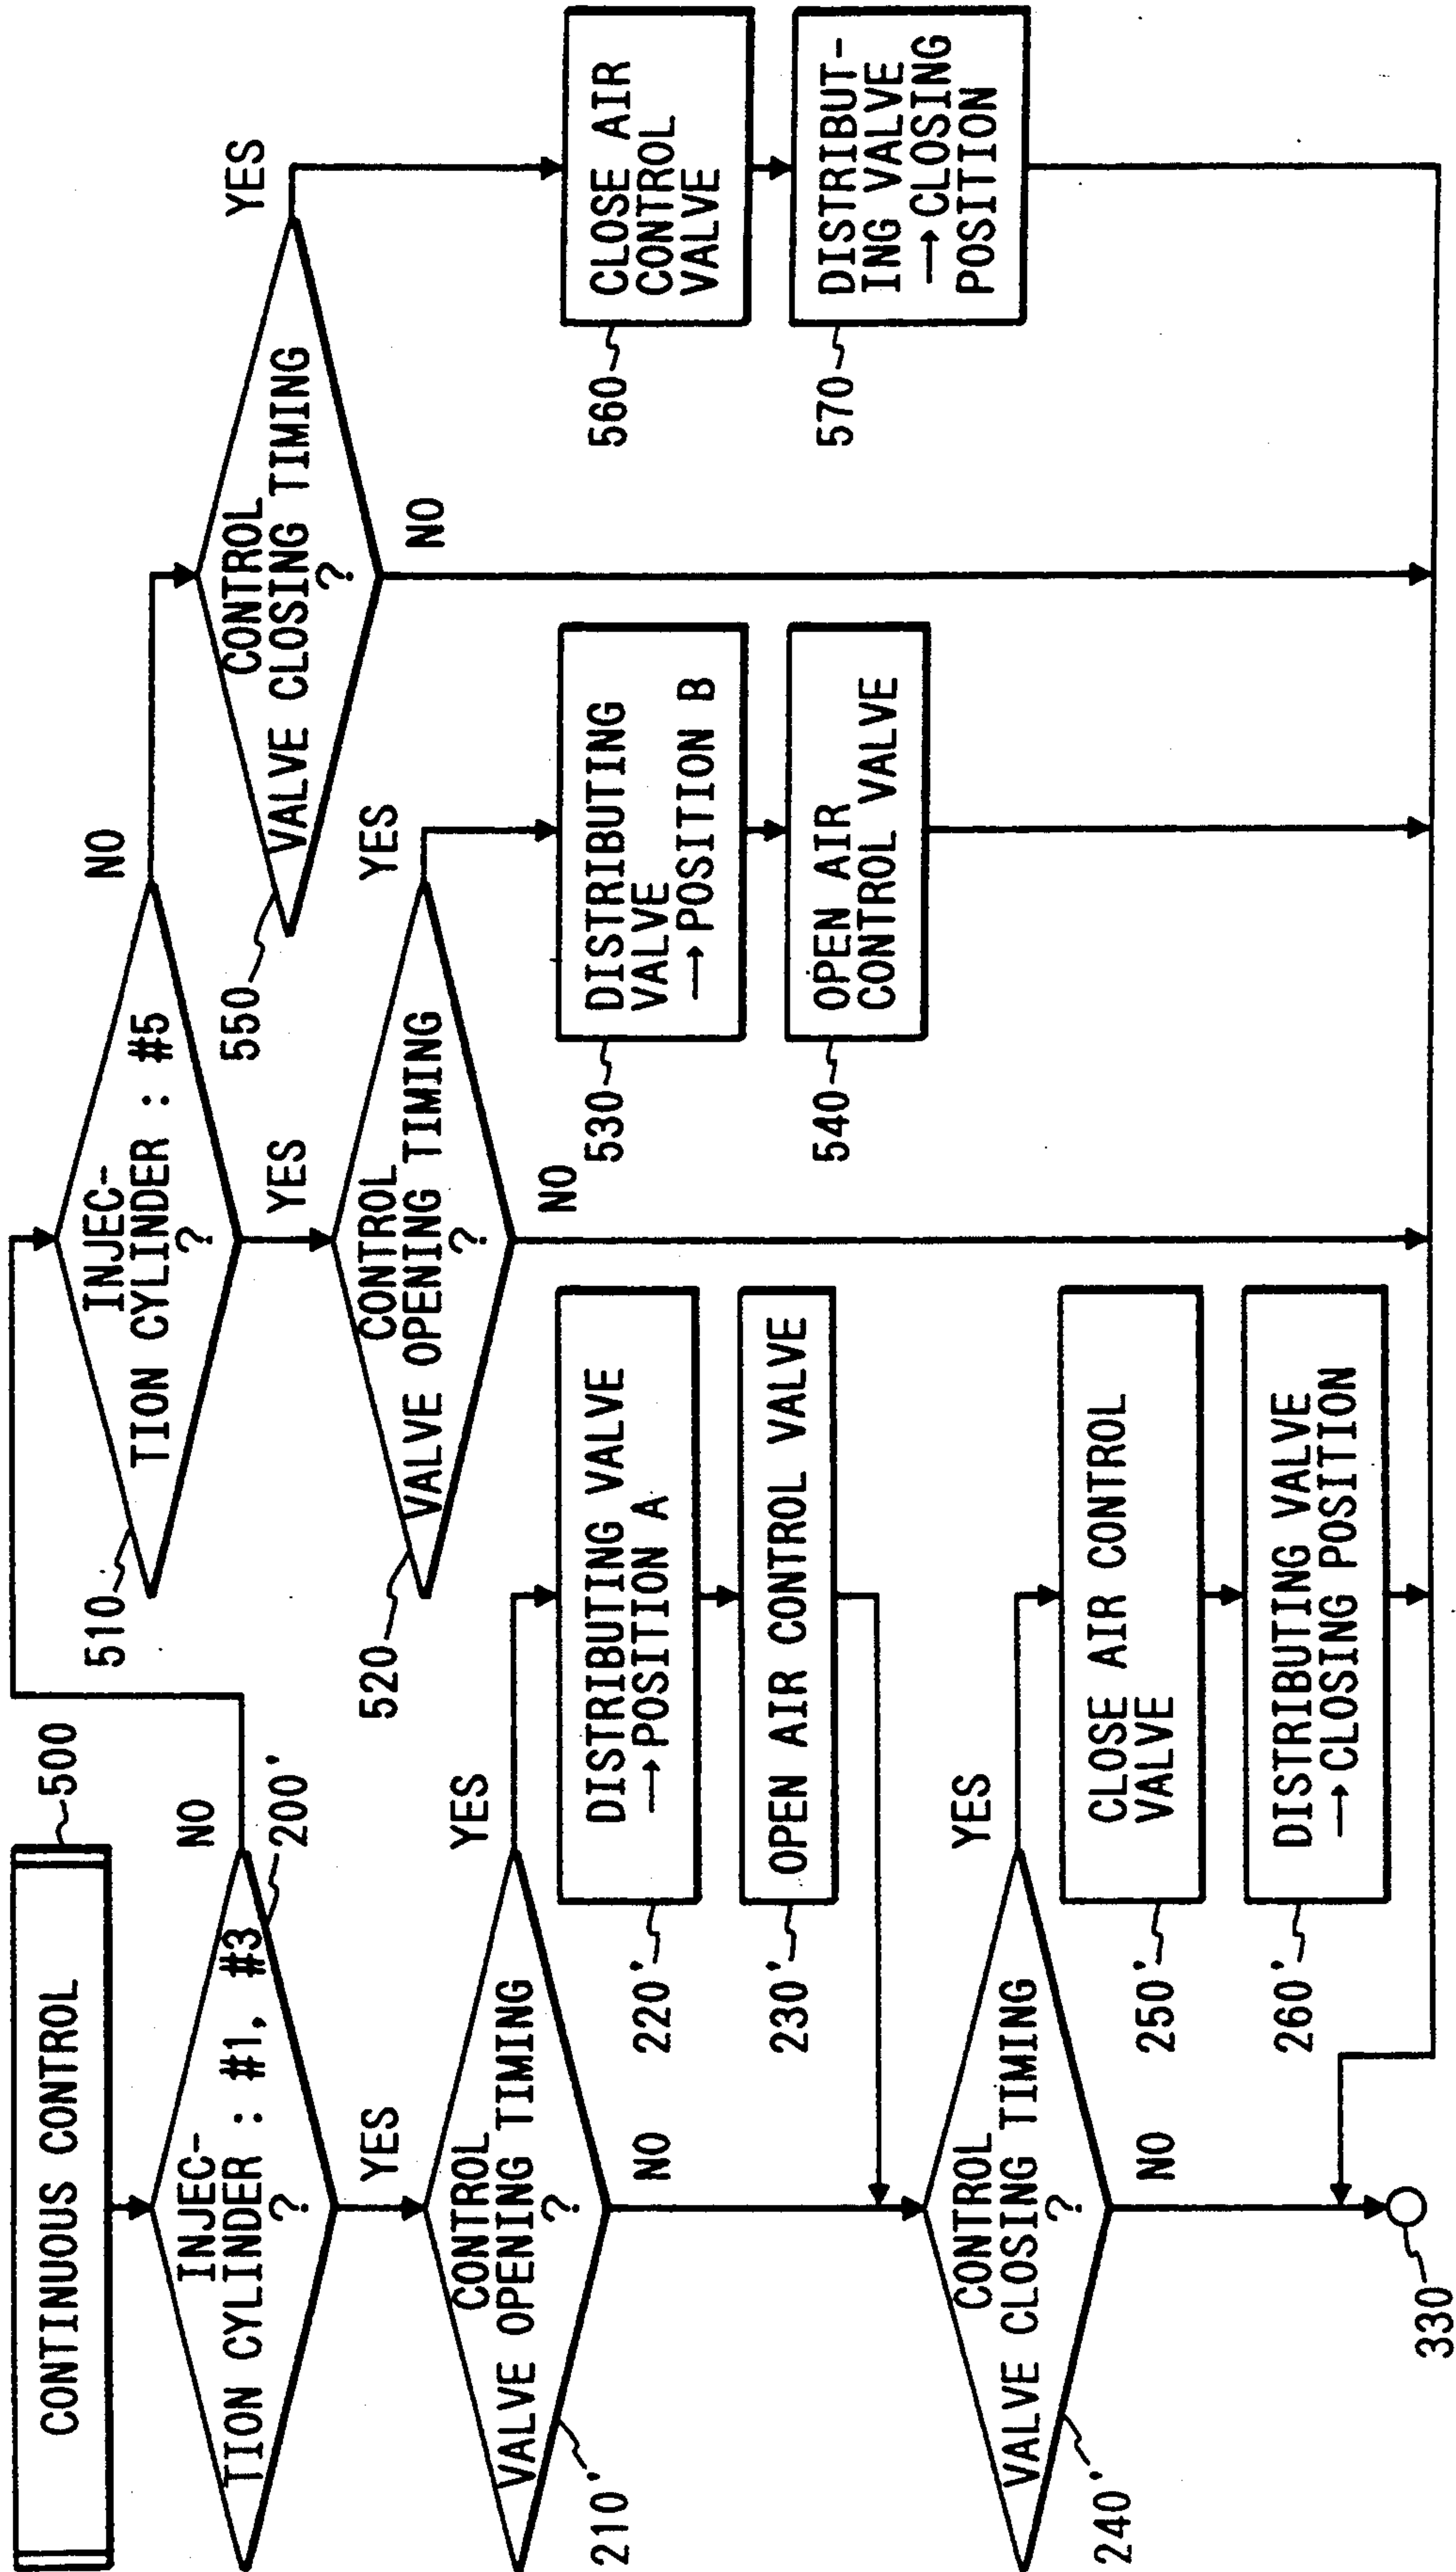 CONTINUOUS CONTROL
500
INJEC-
TION CYLINDER : #1, #3
?
200'
NO
YES
CONTROL
VALVE OPENING TIMING
?
210'
YES
NO
DISTRIBUTING VALVE
→ POSITION A
220'
OPEN AIR CONTROL VALVE
230'
CONTROL
VALVE CLOSING TIMING
?
240'
YES
NO
CLOSE AIR CONTROL
VALVE
250'
DISTRIBUTING VALVE
→ CLOSING POSITION
260'
330
INJEC-
TION CYLINDER : #5
?
510
NO
YES
CONTROL
VALVE OPENING TIMING
?
520
YES
NO
DISTRIBUTING
VALVE
→ POSITION B
530
OPEN AIR
CONTROL VALVE
540
CONTROL
VALVE CLOSING TIMING
?
550
YES
NO
CLOSE AIR
CONTROL
VALVE
560
DISTRIBUT-
ING VALVE
→ CLOSING
POSITION
570